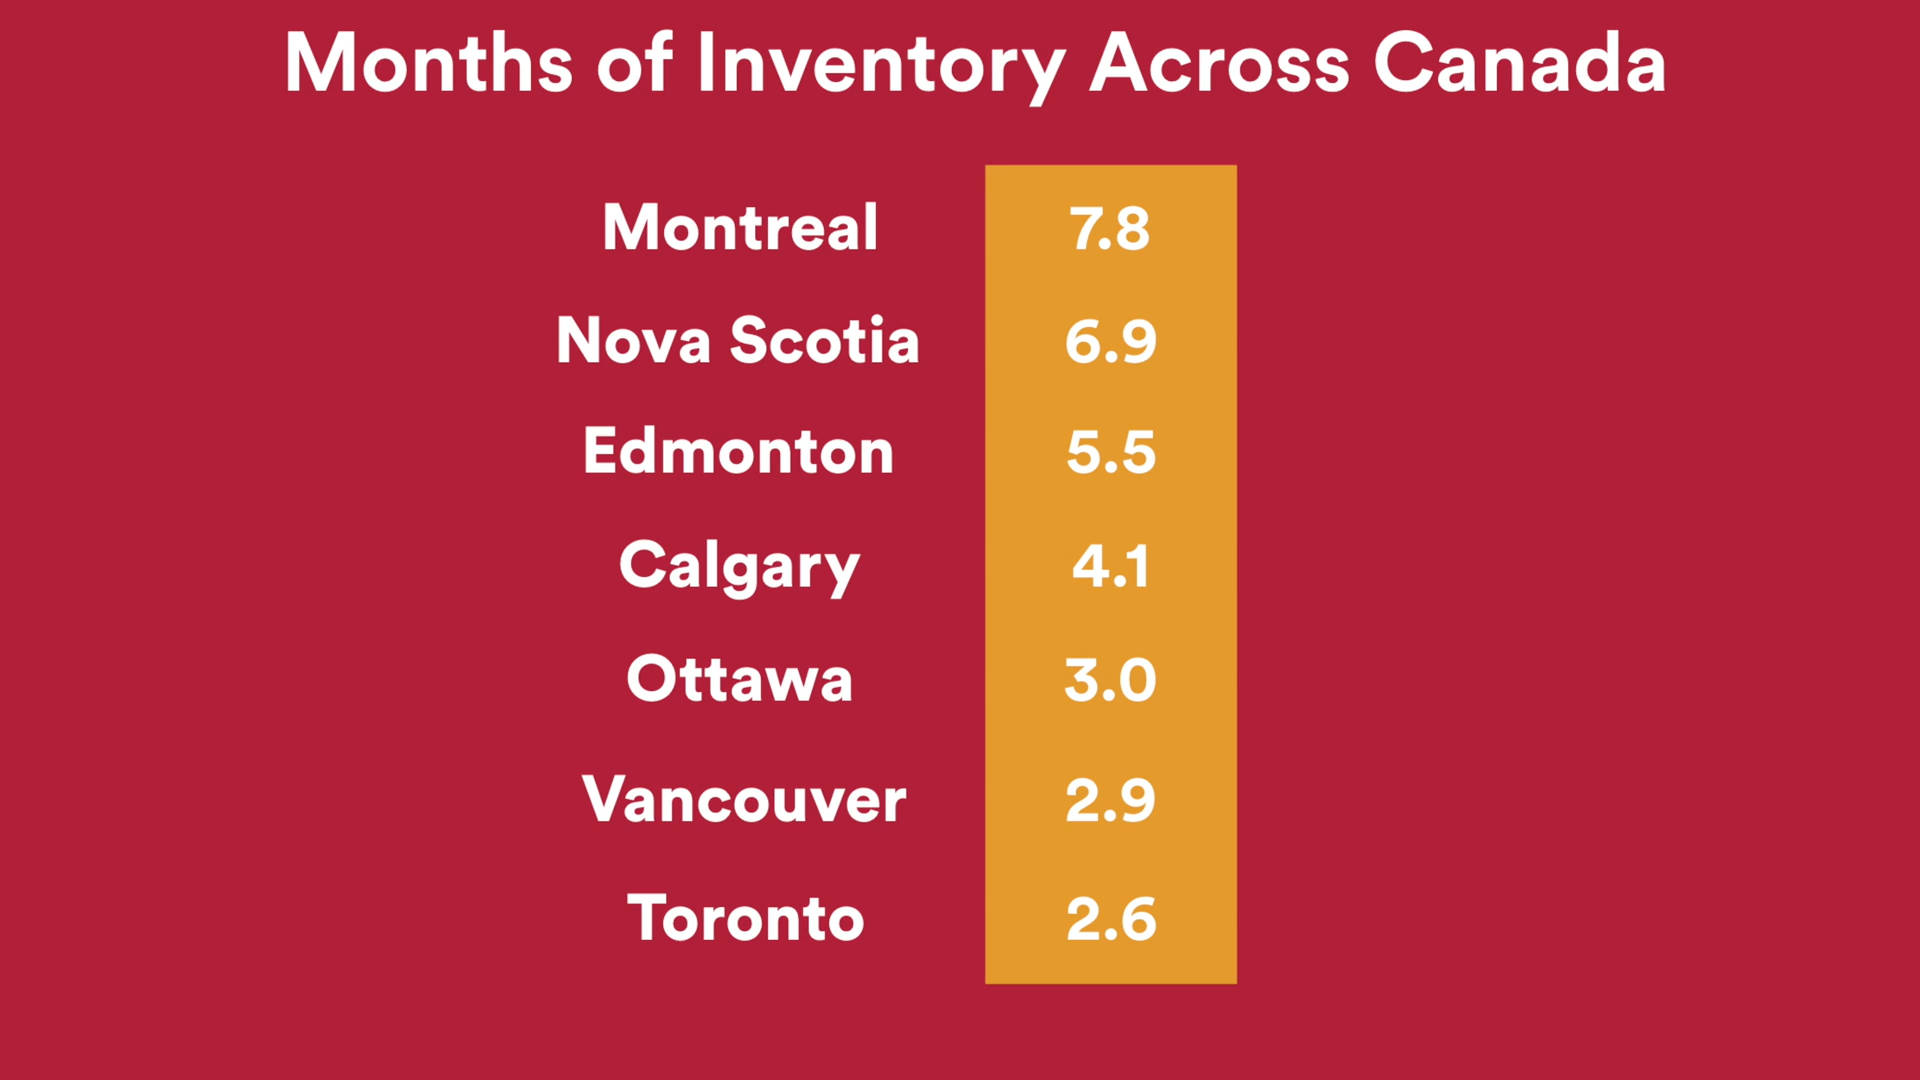 Months of Inventory Across Canada
Montreal 7.8
Nova Scotia 6.9
Edmonton 5.5
Calgary 4.1
Ottawa 3.0
Vancouver 2.9
Toronto 2.6